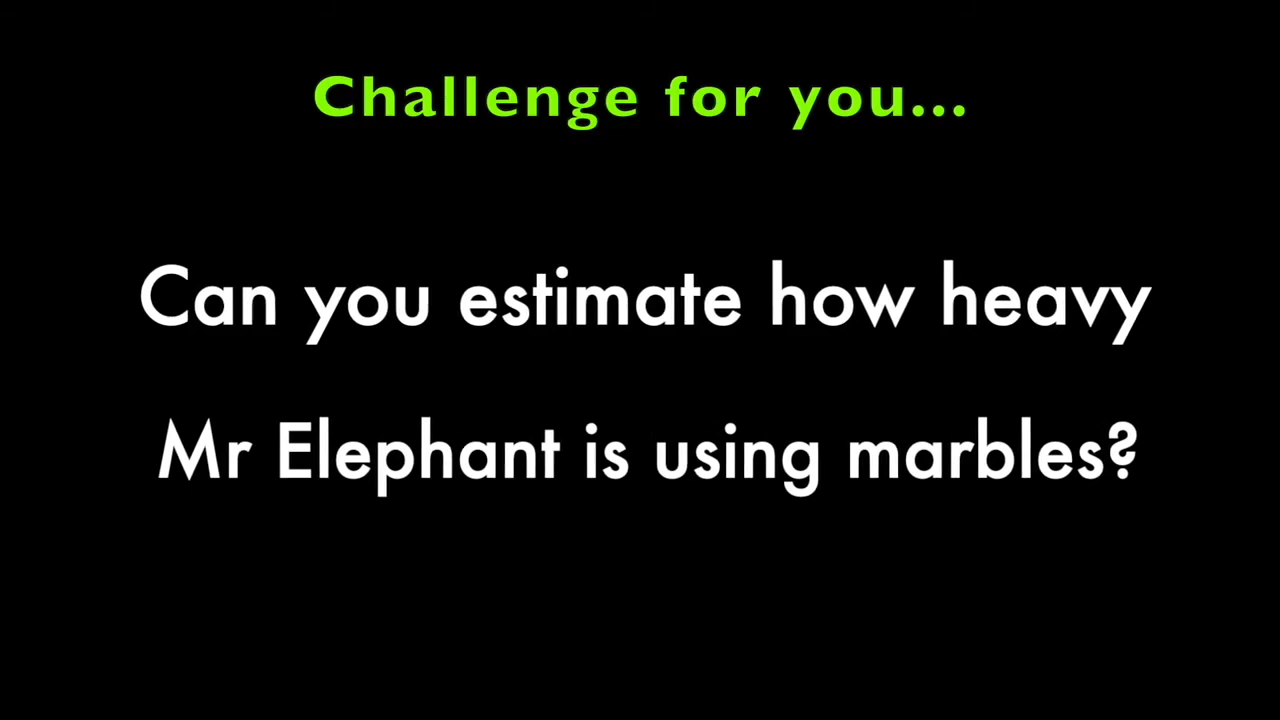 Challenge for you...
Can you estimate how heavy
Mr Elephant is using marbles?